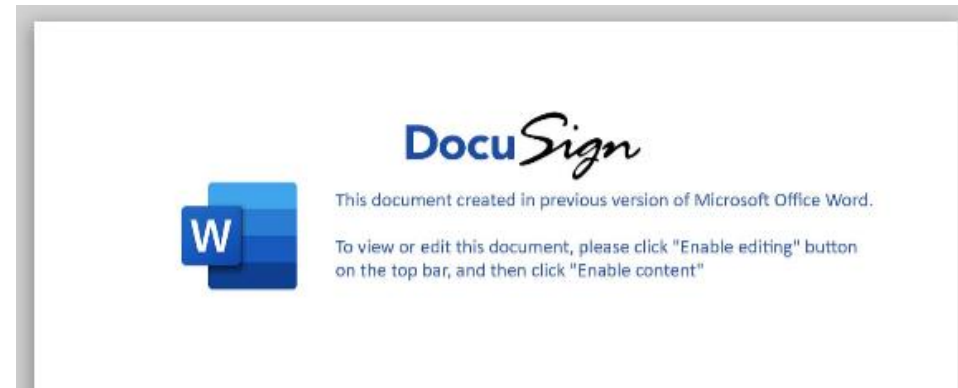 DocuSign
This document created in previous version of Microsoft Office Word.
W
To view or edit this document, please click "Enable editing" button
on the top bar, and then click "Enable content"